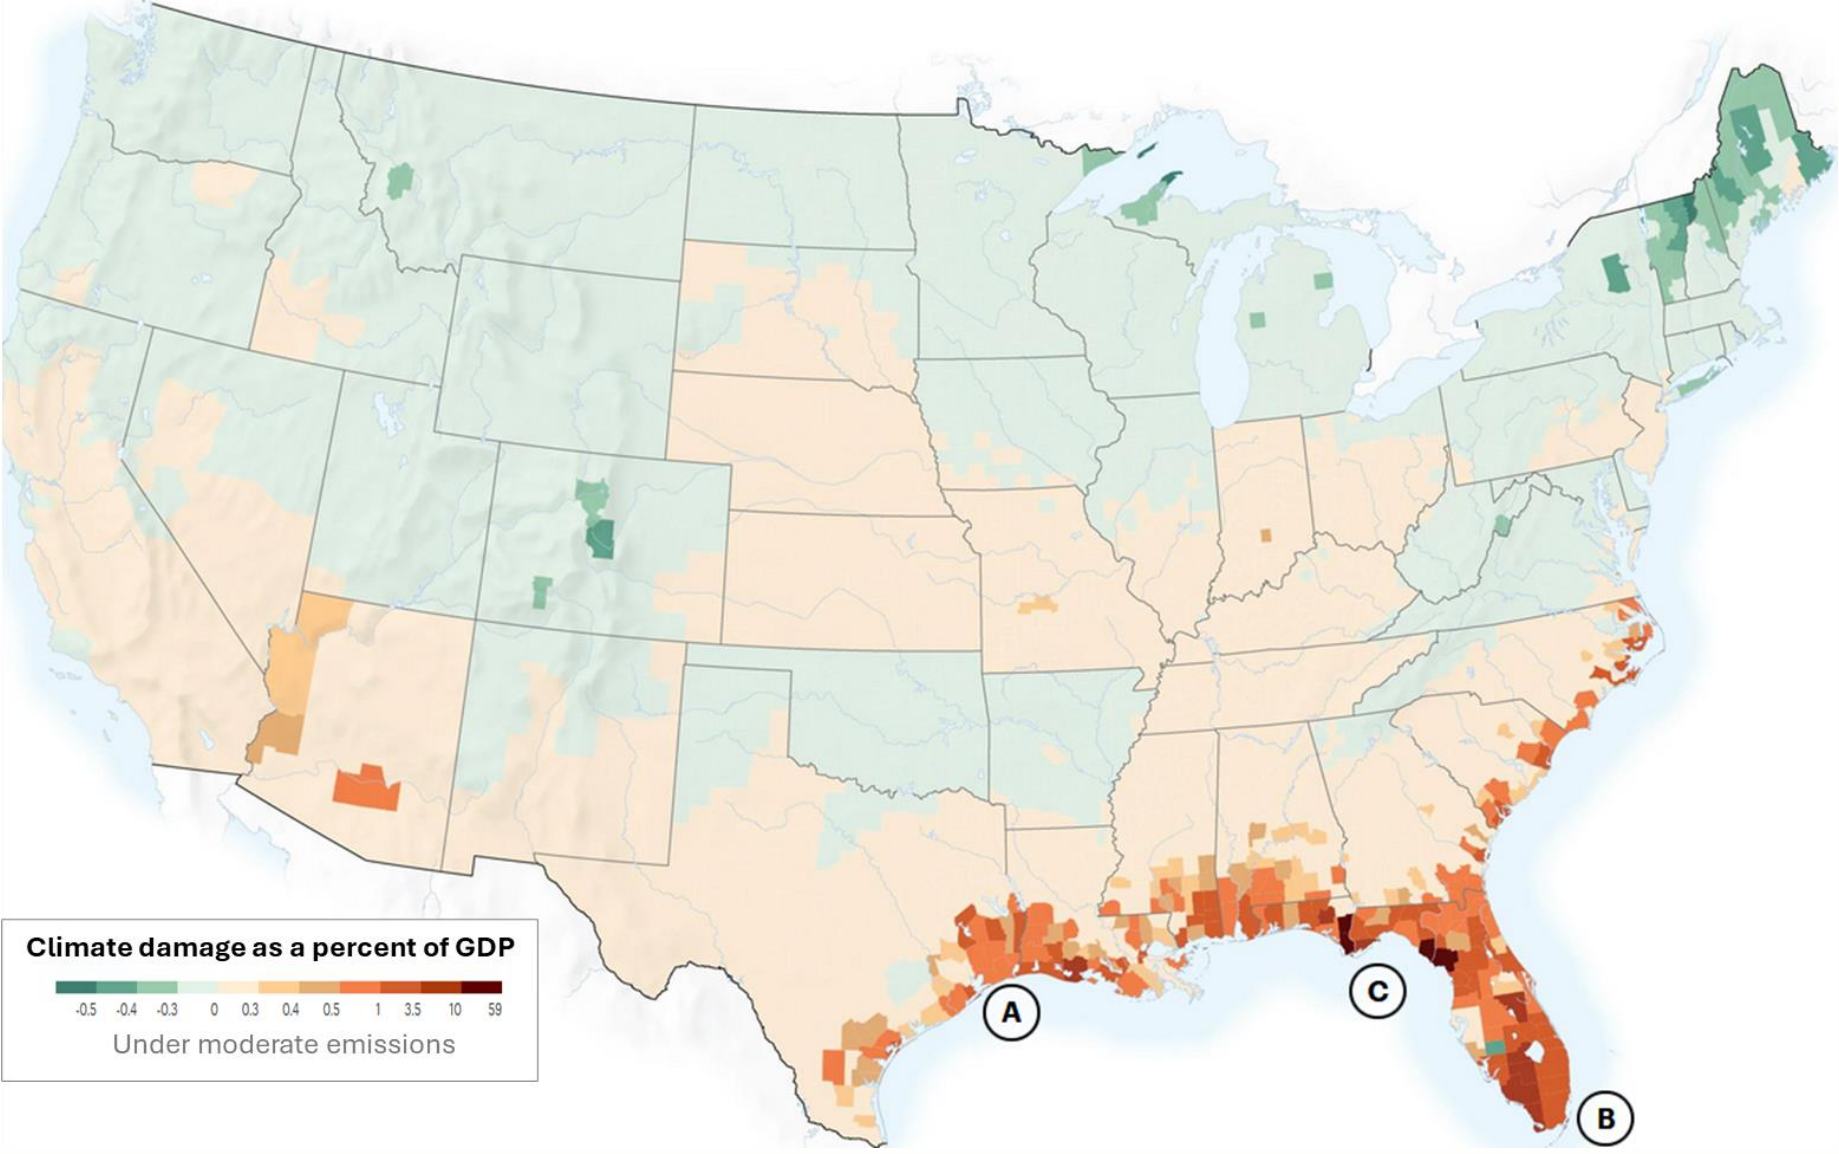 A
C
B
Climate damage as a percent of GDP
-0.5 -0.4 -0.3 0 0.3 0.4 0.5 1 3.5 10 59
Under moderate emissions